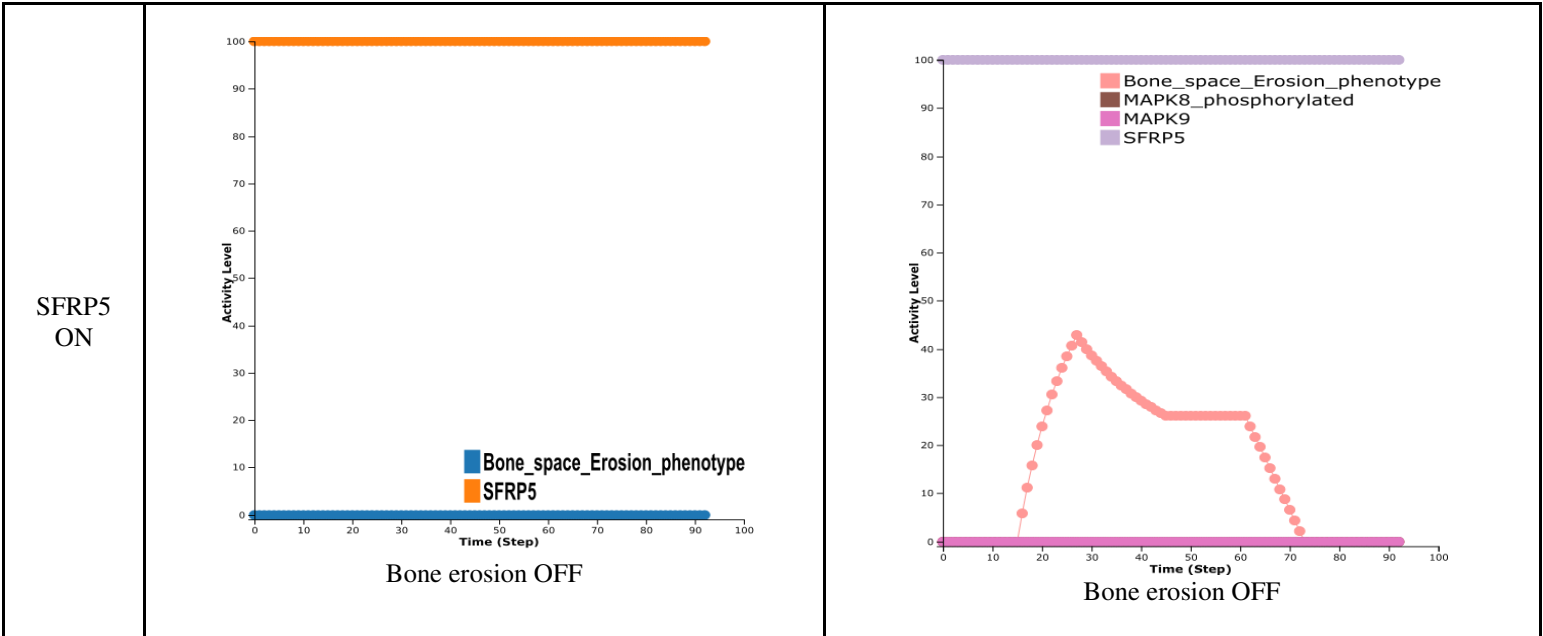 SFRP5
ON
100
90
80
70
60
50
40
30
20
10
0
Activity Level
Bone_space_Erosion_phenotype
SFRP5
0 10 20 30 40 50 60 70 80 90 100
Time (Step)
Bone erosion OFF
100
90
80
70
60
50
40
30
20
10
0
Activity Level
Bone_space_Erosion_phenotype
MAPK8_phosphorylated
MAPK9
SFRP5
0 10 20 30 40 50 60 70 80 90 100
Time (Step)
Bone erosion OFF